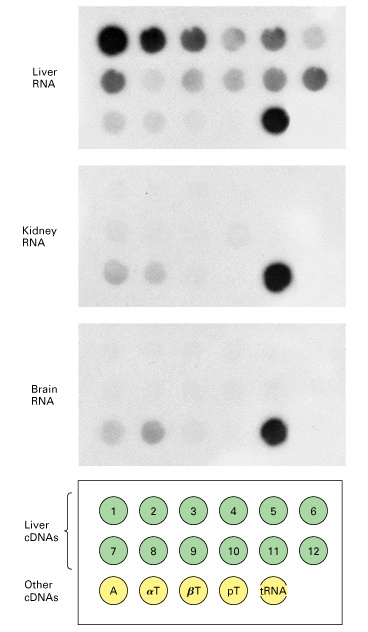 Liver
RNA
Kidney
RNA
Brain
RNA
Liver
cDNAs
1 2 3 4 5 6
7 8 9 10 11 12
Other
cDNAs
A αT βT pT tRNA